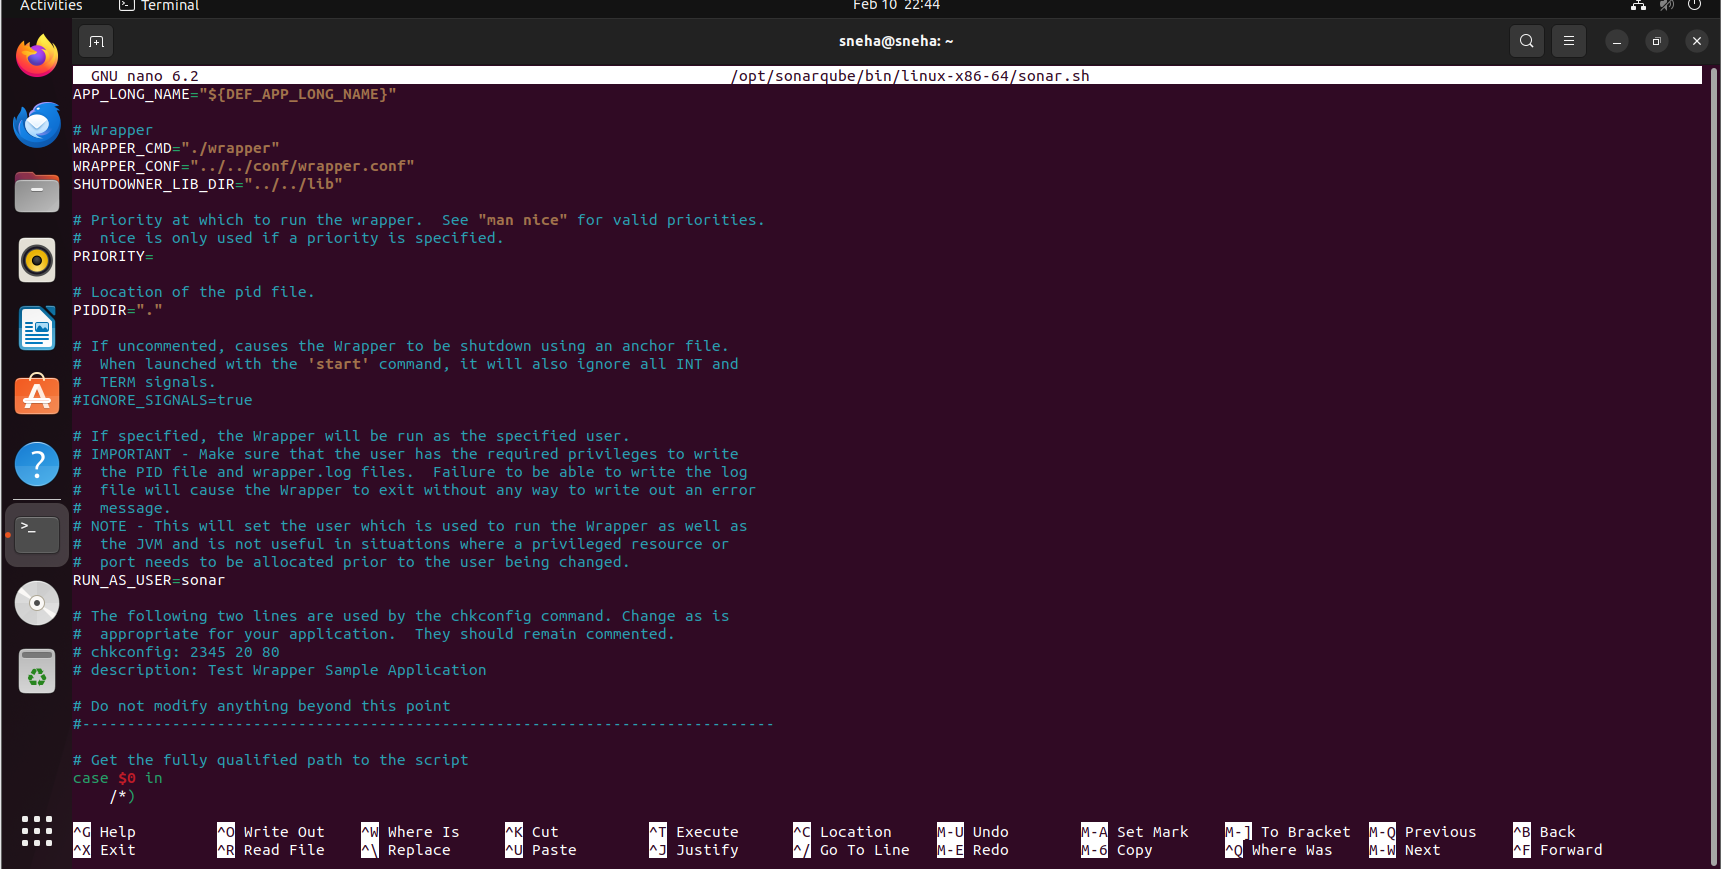 Activities Terminal Feb 10 22:44
sneha@sneha: ~
GNU nano 6.2 /opt/sonarqube/bin/linux-x86-64/sonar.sh
APP_LONG_NAME="${DEF_APP_LONG_NAME}"
# Wrapper
WRAPPER_CMD="./wrapper"
WRAPPER_CONF="../../conf/wrapper.conf"
SHUTDOWNER_LIB_DIR="../../lib"
# Priority at which to run the wrapper.  See "man nice" for valid priorities.
#  nice is only used if a priority is specified.
PRIORITY=
# Location of the pid file.
PIDDIR="."
# If uncommented, causes the Wrapper to be shutdown using an anchor file.
#  When launched with the 'start' command, it will also ignore all INT and
#  TERM signals.
#IGNORE_SIGNALS=true
# If specified, the Wrapper will be run as the specified user.
# IMPORTANT - Make sure that the user has the required privileges to write
#  the PID file and wrapper.log files.  Failure to be able to write the log
#  file will cause the Wrapper to exit without any way to write out an error
#  message.
# NOTE - This will set the user which is used to run the Wrapper as well as
#  the JVM and is not useful in situations where a privileged resource or
#  port needs to be allocated prior to the user being changed.
RUN_AS_USER=sonar
# The following two lines are used by the chkconfig command. Change as is
#  appropriate for your application.  They should remain commented.
# chkconfig: 2345 20 80
# description: Test Wrapper Sample Application
# Do not modify anything beyond this point
#-----------------------------------------------------------------------------
# Get the fully qualified path to the script
case $0 in
    /*)
^G Help ^O Write Out ^W Where Is ^K Cut ^T Execute ^C Location M-U Undo M-A Set Mark M-] To Bracket M-Q Previous ^B Back
^X Exit ^R Read File ^\ Replace ^U Paste ^J Justify ^/ Go To Line M-E Redo M-6 Copy ^Q Where Was M-W Next ^F Forward